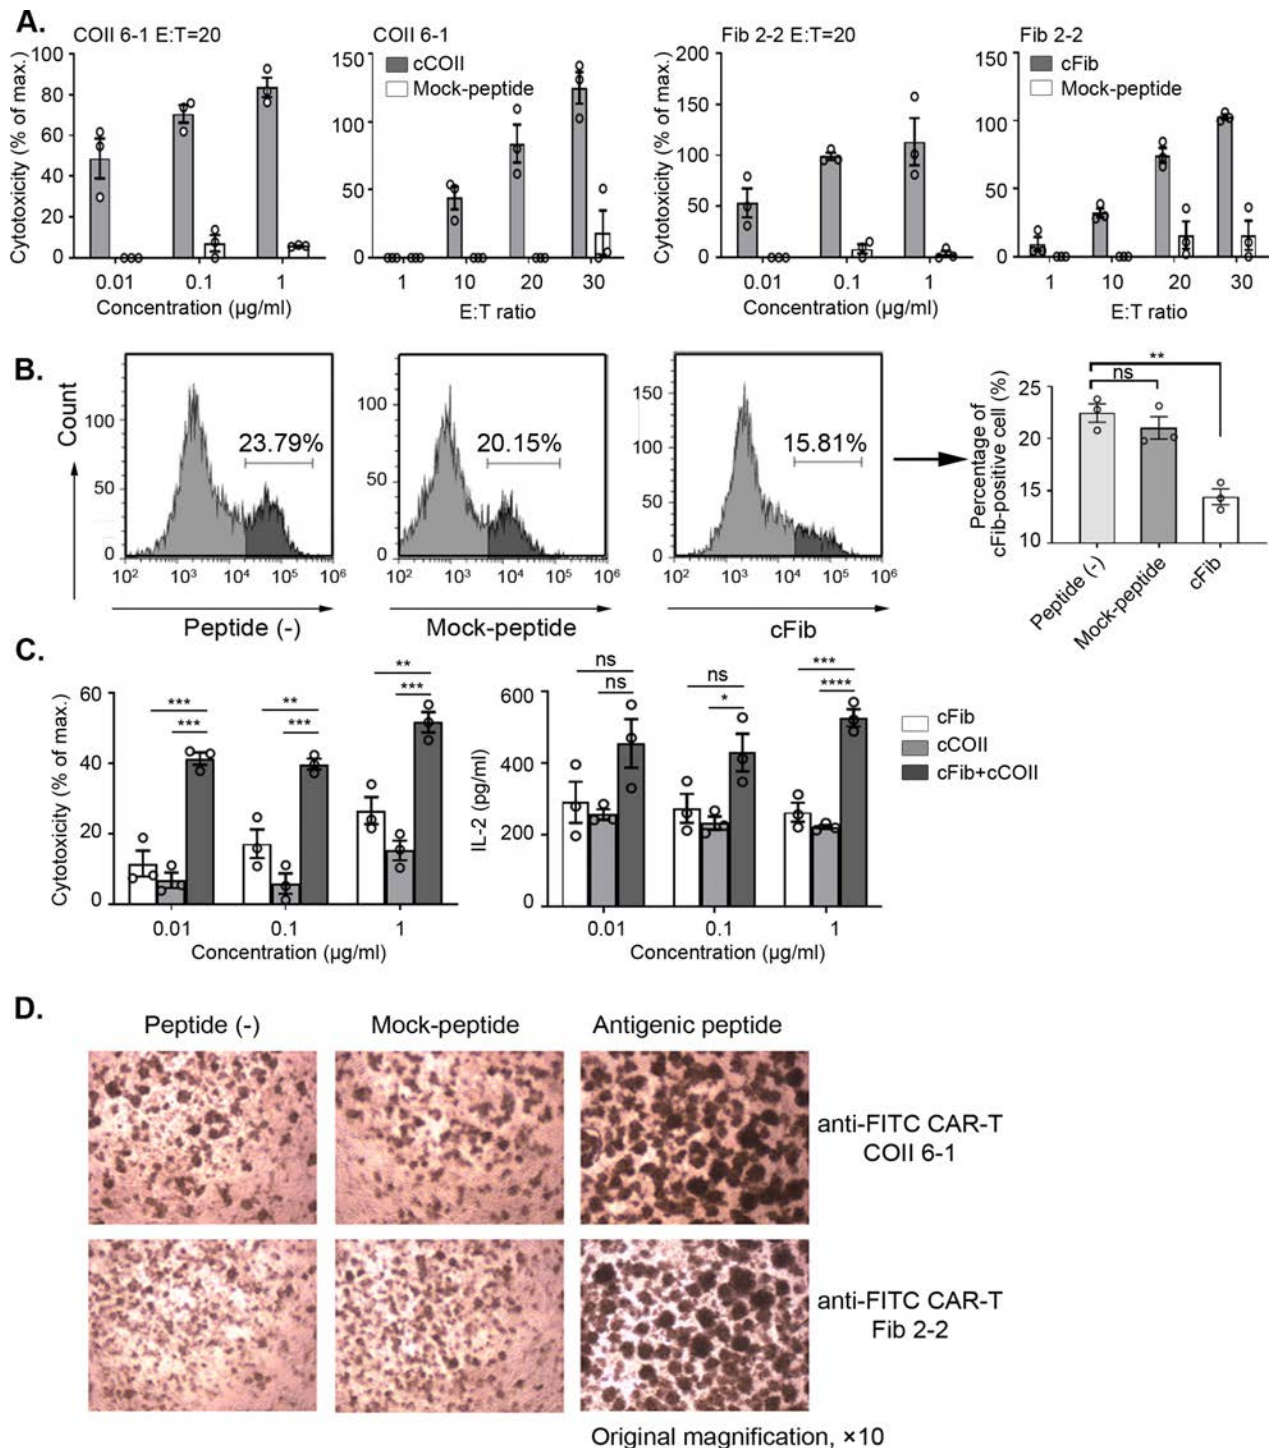 A.
COII 6-1 E:T=20
Cytotoxicity (% of max.)
100
80
60
40
20
0
0.01 0.1 1
Concentration (µg/ml)
COII 6-1
cCOII
Mock-peptide
150
100
50
0
1 10 20 30
E:T ratio
Fib 2-2 E:T=20
Cytotoxicity (% of max.)
200
150
100
50
0
0.01 0.1 1
Concentration (µg/ml)
Fib 2-2
cFib
Mock-peptide
150
100
50
0
1 10 20 30
E:T ratio
B.
Count
100
50
0
23.79%
10² 10³ 10⁴ 10⁵ 10⁶
Peptide (-)
100
50
0
20.15%
10² 10³ 10⁴ 10⁵ 10⁶
Mock-peptide
150
100
50
0
15.81%
10² 10³ 10⁴ 10⁵ 10⁶
cFib
Percentage of
cFib-positive cell (%)
25
20
15
10
**
ns
Peptide (-)
Mock-peptide
cFib
C.
Cytotoxicity (% of max.)
60
40
20
0
***
***
**
***
**
***
0.01 0.1 1
Concentration (µg/ml)
IL-2 (pg/ml)
600
400
200
0
ns
ns
ns
*
***
****
0.01 0.1 1
Concentration (µg/ml)
cFib
cCOII
cFib+cCOII
D.
Peptide (-) Mock-peptide Antigenic peptide
anti-FITC CAR-T
COII 6-1
anti-FITC CAR-T
Fib 2-2
Original magnification, ×10